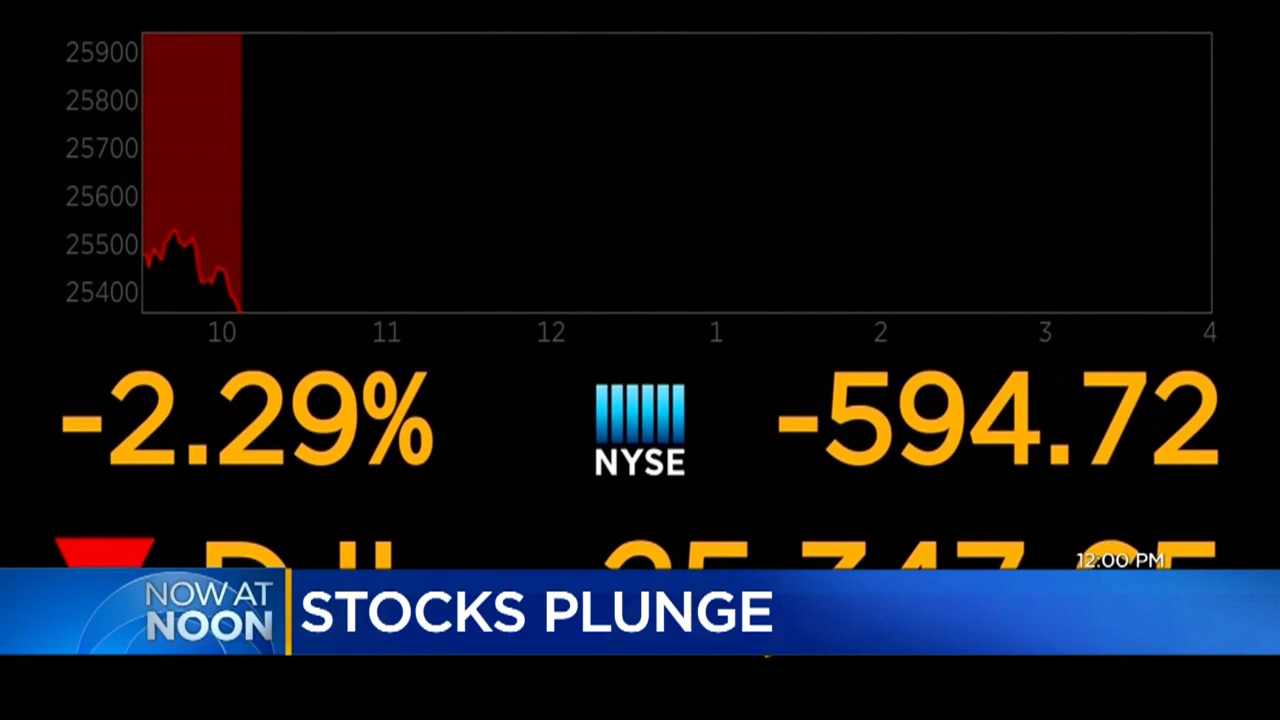 25900
25800
25700
25600
25500
25400
10 11 12 1 2 3 4
-2.29%
NYSE
-594.72
12:00 PM
NOW AT
NOON
STOCKS PLUNGE